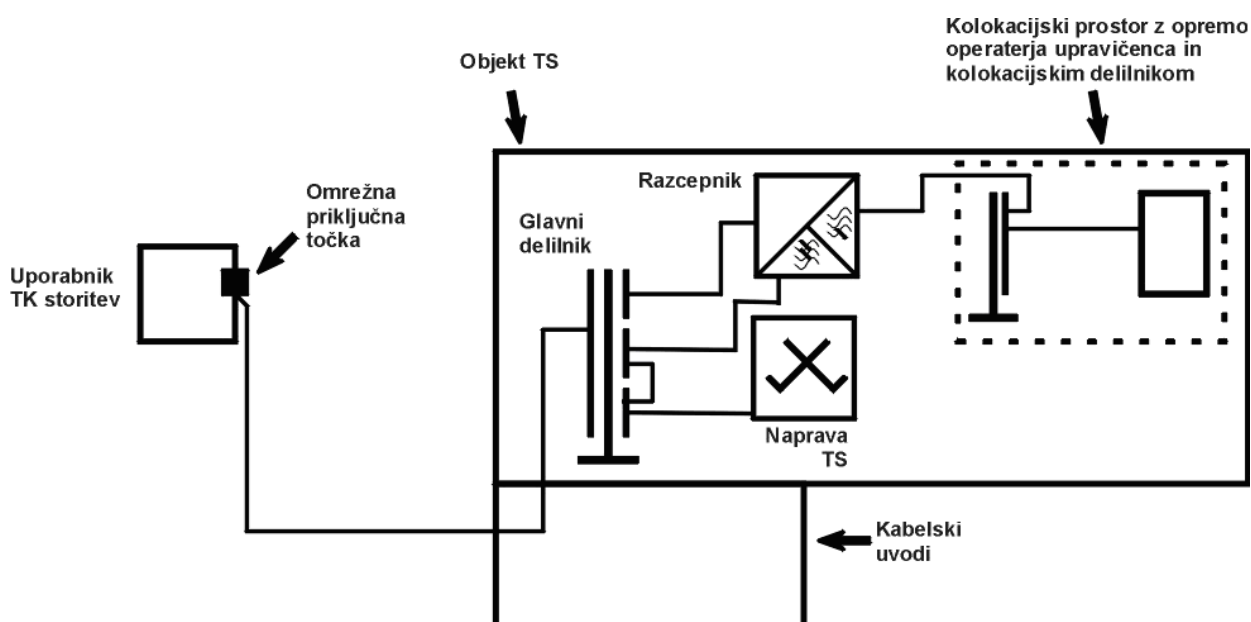 Kolokacijski prostor z opremo
operaterja upravičenca in
kolokacijskim delilnikom
Objekt TS
Razcepnik
Omrežna
priključna
točka
Glavni
delilnik
Uporabnik
TK storitev
Naprava
TS
Kabelski
uvodi